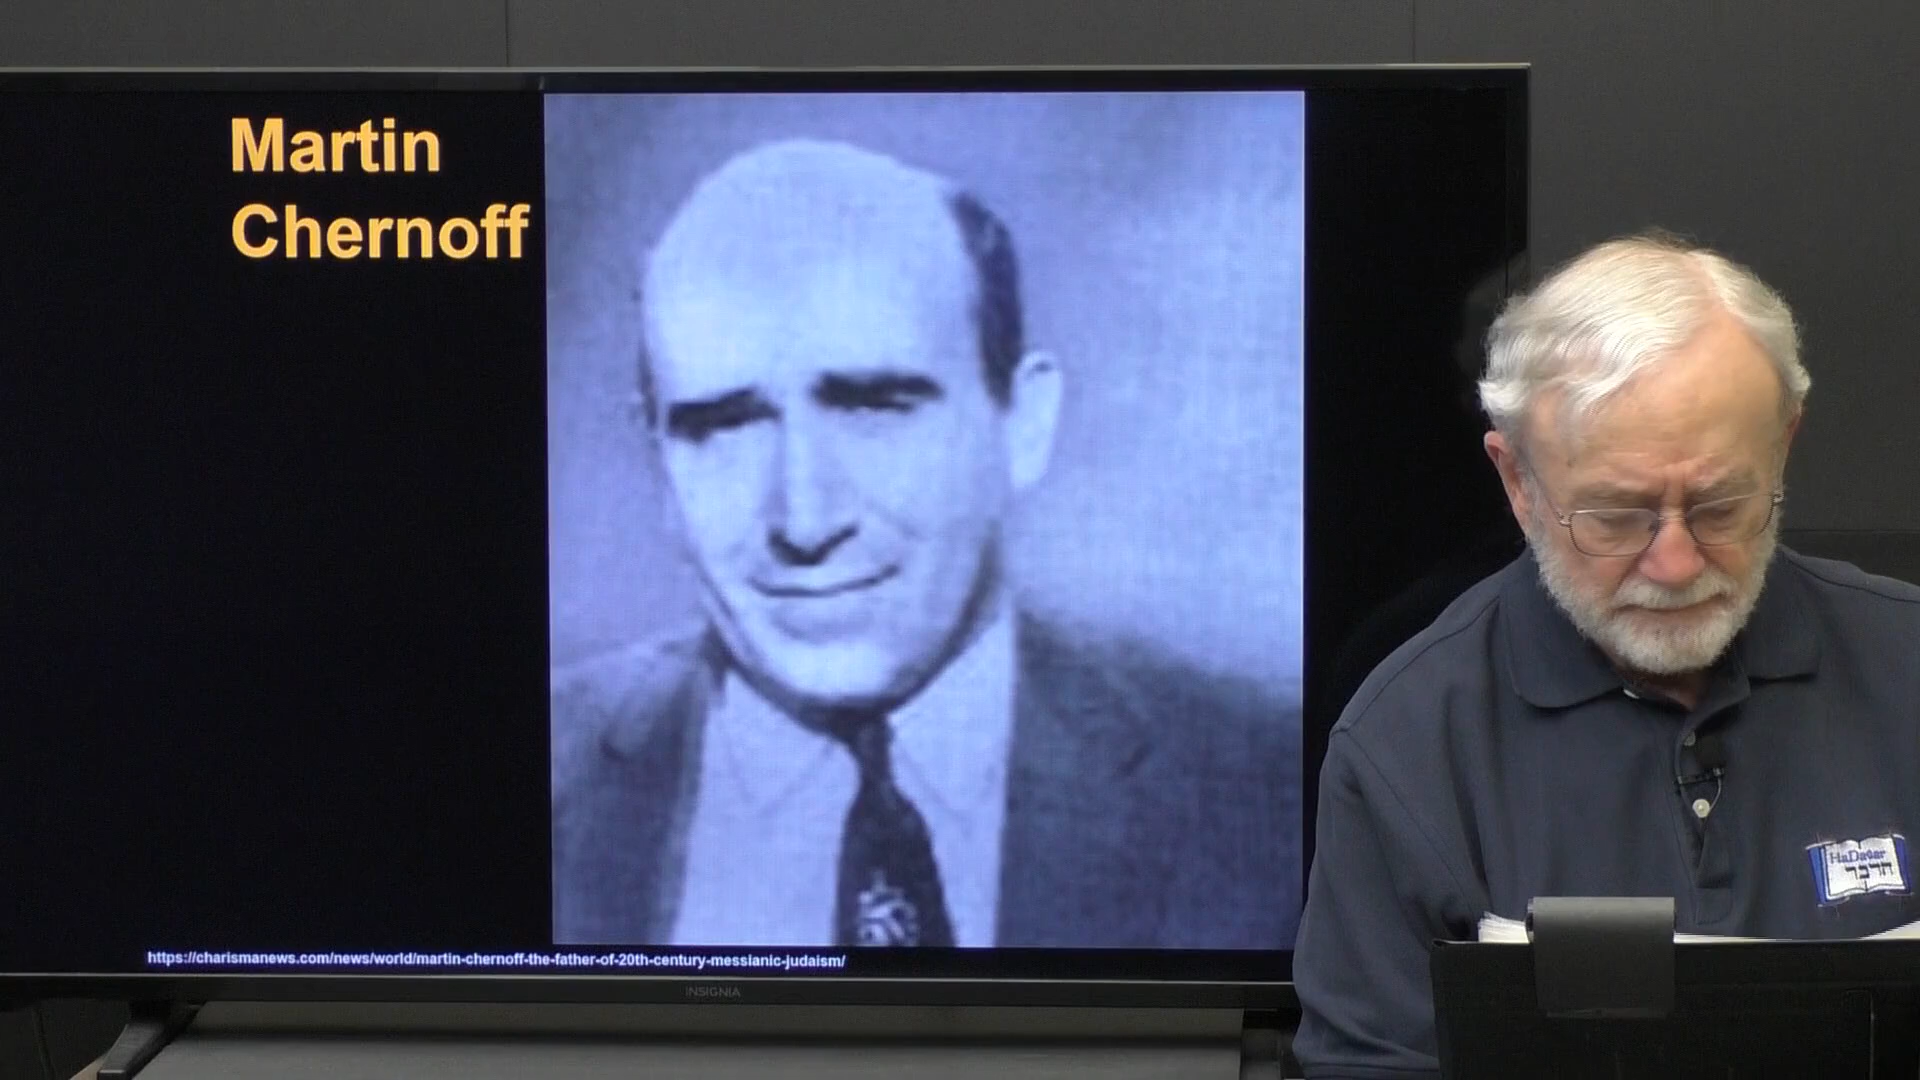 Martin
Chernoff
https://charismanews.com/news/world/martin-chernoff-the-father-of-20th-century-messianic-judaism/
INSIGNIA
HaDavar
הדבר